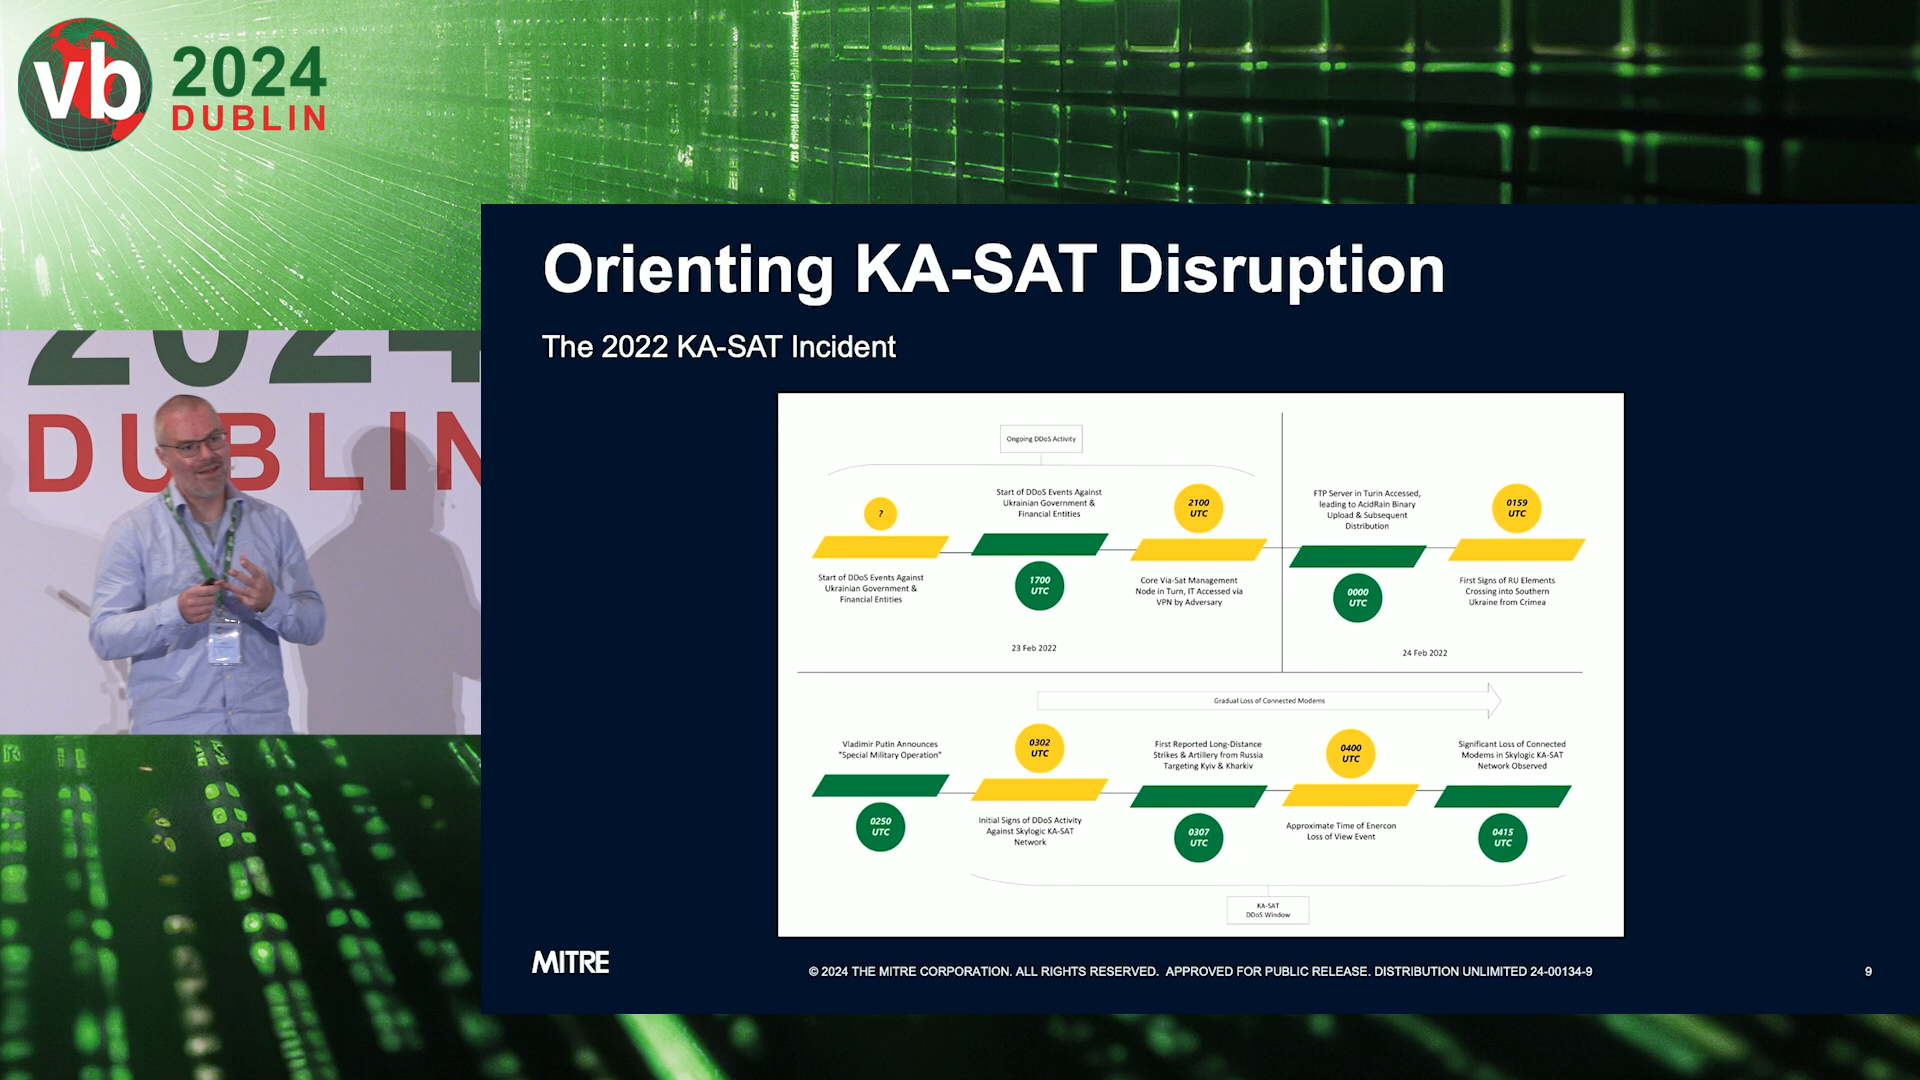 vb
2024
DUBLIN
2024
DUBLIN
Orienting KA-SAT Disruption
The 2022 KA-SAT Incident
Ongoing DDoS Activity
?
Start of DDoS Events Against
Ukrainian Government &
Financial Entities
Start of DDoS Events Against
Ukrainian Government &
Financial Entities
1700
UTC
2100
UTC
Core Via-Sat Management
Node in Turn, IT Accessed via
VPN by Adversary
23 Feb 2022
FTP Server in Turin Accessed,
leading to AcidRain Binary
Upload & Subsequent
Distribution
0000
UTC
0159
UTC
First Signs of RU Elements
Crossing into Southern
Ukraine from Crimea
24 Feb 2022
Gradual Loss of Connected Modems
Vladimir Putin Announces
"Special Military Operation"
0250
UTC
0302
UTC
Initial Signs of DDoS Activity
Against Skylogic KA-SAT
Network
First Reported Long-Distance
Strikes & Artillery from Russia
Targeting Kyiv & Kharkiv
0307
UTC
0400
UTC
Approximate Time of Enercon
Loss of View Event
Significant Loss of Connected
Modems in Skylogic KA-SAT
Network Observed
0415
UTC
KA-SAT
DDoS Window
MITRE
© 2024 THE MITRE CORPORATION. ALL RIGHTS RESERVED. APPROVED FOR PUBLIC RELEASE. DISTRIBUTION UNLIMITED 24-00134-9
9